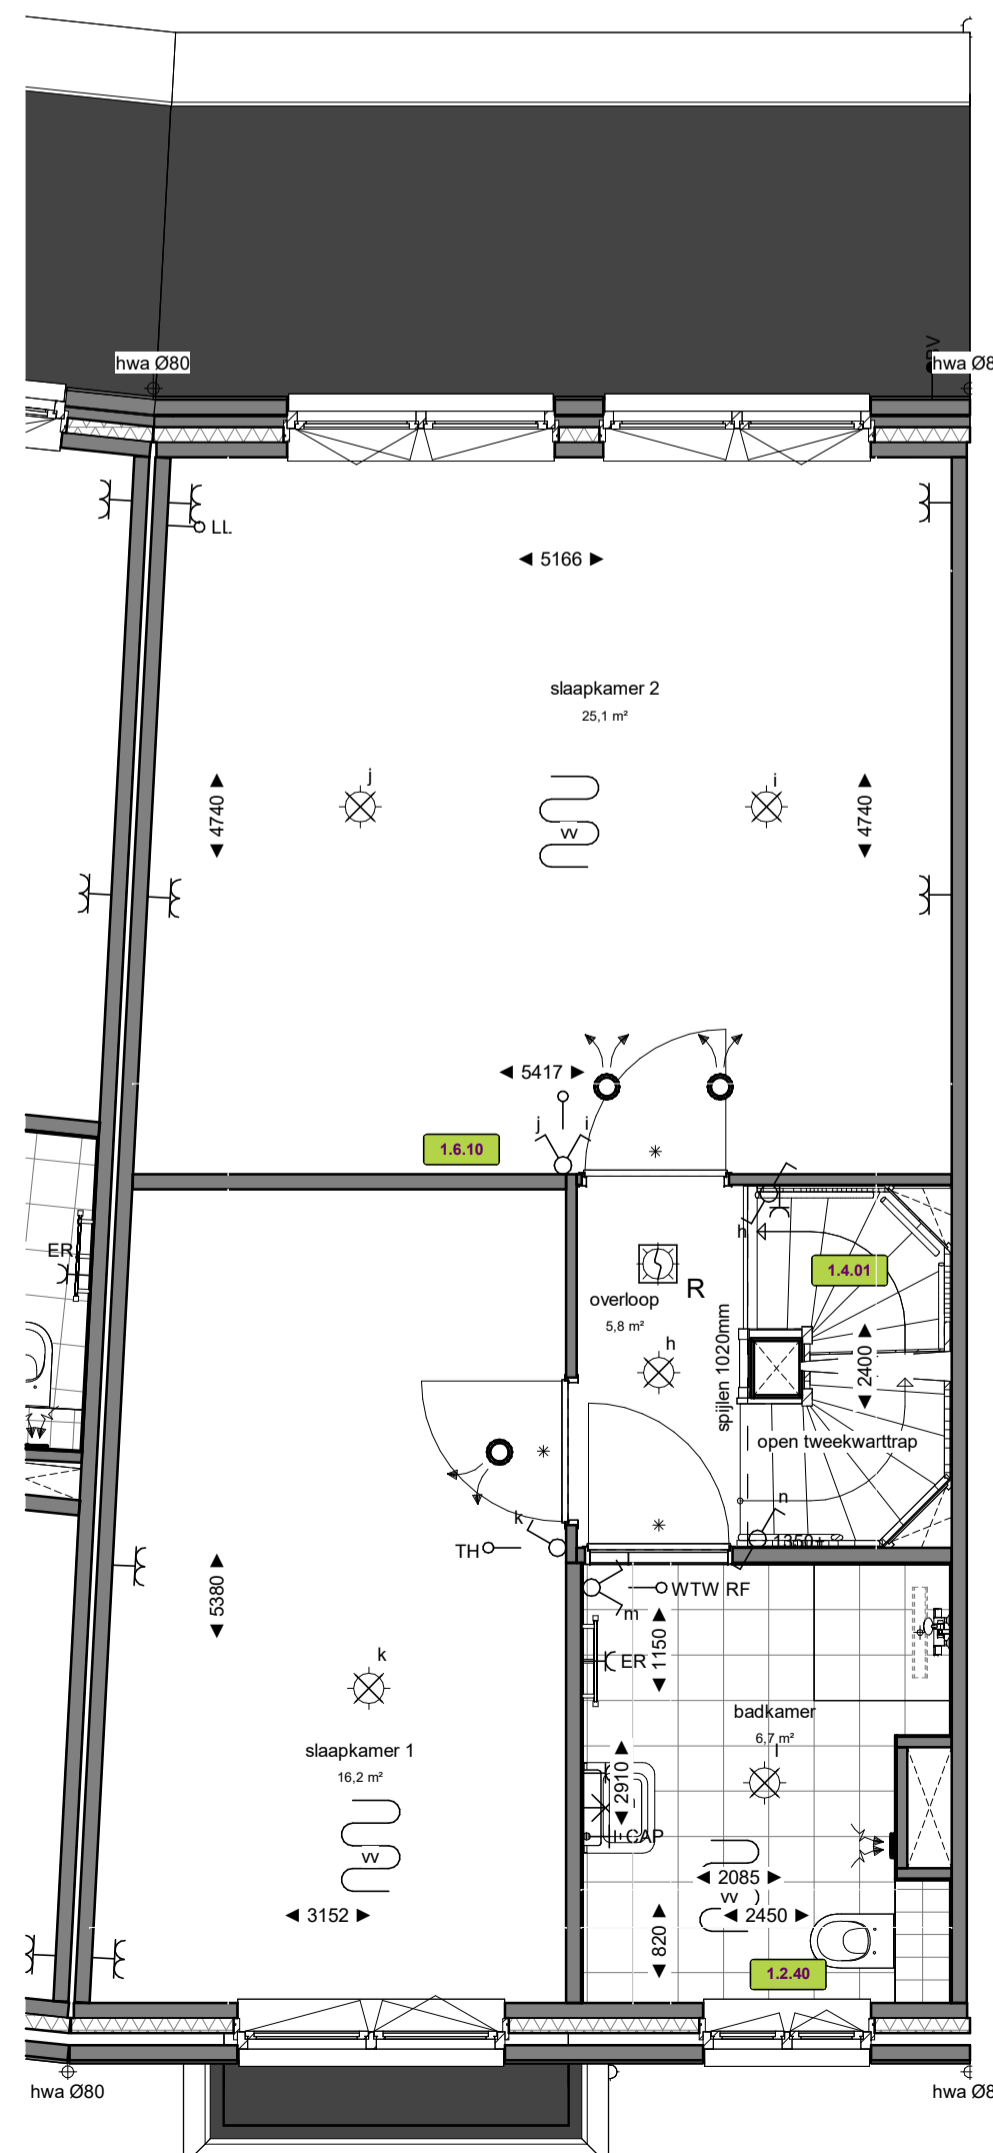 hwa Ø80
hwa Ø8
LL
5166
slaapkamer 2
25,1 m²
j
i
4740
4740
vv
5417
j
i
1.6.10
h
ER
1.4.01
overloop
5,8 m²
R
h
spijlen 1020mm
2400
open tweekwarttrap
k
n
1350+
TH
WTW RF
m
5380
1150
ER
k
badkamer
6,7 m²
l
slaapkamer 1
16,2 m²
2910
CAP
vv
2085
vv
3152
2450
820
1.2.40
hwa Ø80
hwa Ø8